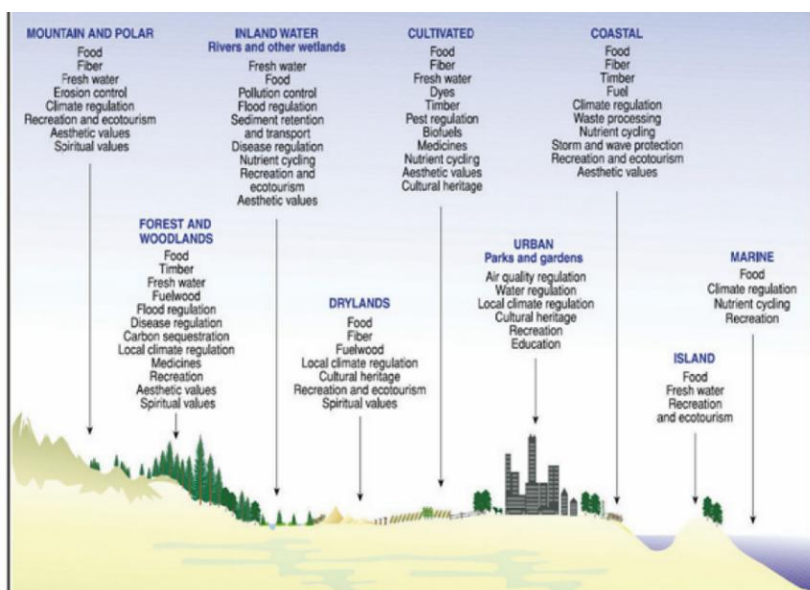 MOUNTAIN AND POLAR
Food
Fiber
Fresh water
Erosion control
Climate regulation
Recreation and ecotourism
Aesthetic values
Spiritual values
INLAND WATER
Rivers and other wetlands
Fresh water
Food
Pollution control
Flood regulation
Sediment retention
and transport
Disease regulation
Nutrient cycling
Recreation and
ecotourism
Aesthetic values
CULTIVATED
Food
Fiber
Fresh water
Dyes
Timber
Pest regulation
Biofuels
Medicines
Nutrient cycling
Aesthetic values
Cultural heritage
COASTAL
Food
Fiber
Timber
Fuel
Climate regulation
Waste processing
Nutrient cycling
Storm and wave protection
Recreation and ecotourism
Aesthetic values
FOREST AND
WOODLANDS
Food
Timber
Fresh water
Fuelwood
Flood regulation
Disease regulation
Carbon sequestration
Local climate regulation
Medicines
Recreation
Aesthetic values
Spiritual values
DRYLANDS
Food
Fiber
Fuelwood
Local climate regulation
Cultural heritage
Recreation and ecotourism
Spiritual values
URBAN
Parks and gardens
Air quality regulation
Water regulation
Local climate regulation
Cultural heritage
Recreation
Education
MARINE
Food
Climate regulation
Nutrient cycling
Recreation
ISLAND
Food
Fresh water
Recreation
and ecotourism